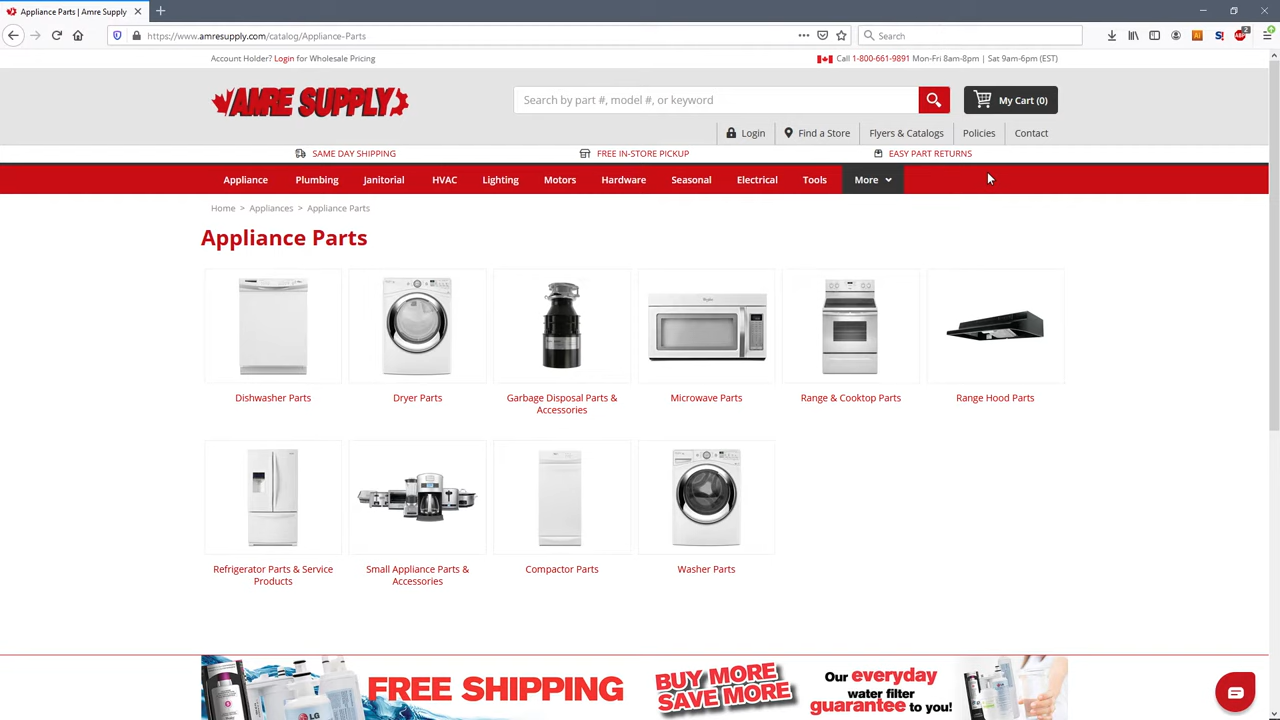 Appliance Parts | Amre Supply
https://www.amresupply.com/catalog/Appliance-Parts
Search
Account Holder? Login for Wholesale Pricing
Call 1-800-661-9891 Mon-Fri 8am-8pm | Sat 9am-6pm (EST)
AMRE SUPPLY
Search by part #, model #, or keyword
My Cart (0)
Login
Find a Store
Flyers & Catalogs
Policies
Contact
SAME DAY SHIPPING
FREE IN-STORE PICKUP
EASY PART RETURNS
Appliance
Plumbing
Janitorial
HVAC
Lighting
Motors
Hardware
Seasonal
Electrical
Tools
More
Home > Appliances > Appliance Parts
Appliance Parts
Dishwasher Parts
Dryer Parts
Garbage Disposal Parts &
Accessories
Microwave Parts
Range & Cooktop Parts
Range Hood Parts
Refrigerator Parts & Service
Products
Small Appliance Parts &
Accessories
Compactor Parts
Washer Parts
LG
FREE SHIPPING
BUY MORE
SAVE MORE
Our everyday
water filter
guarantee to you!